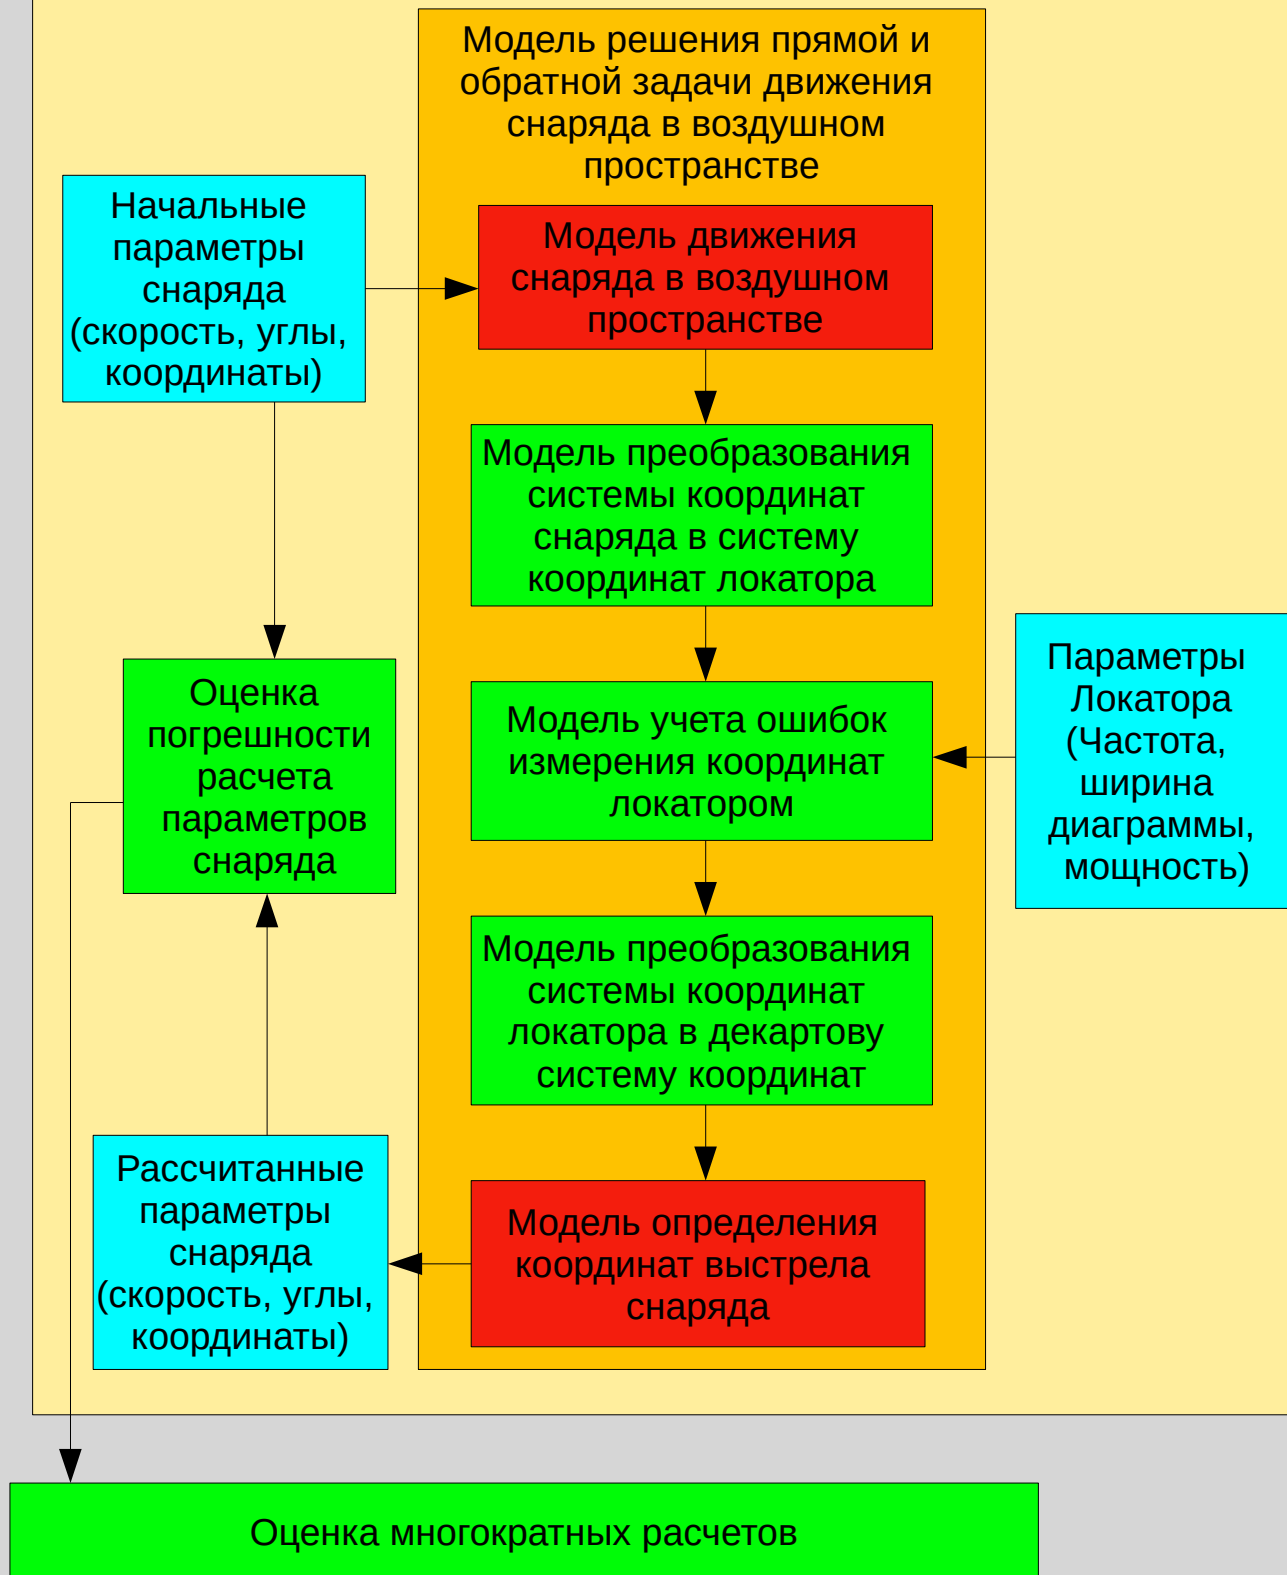 Модель решения прямой и
обратной задачи движения
снаряда в воздушном
пространстве
Начальные
параметры
снаряда
(скорость, углы,
координаты)
Модель движения
снаряда в воздушном
пространстве
Модель преобразования
системы координат
снаряда в систему
координат локатора
Оценка
погрешности
расчета
параметров
снаряда
Модель учета ошибок
измерения координат
локатором
Параметры
Локатора
(Частота,
ширина
диаграммы,
мощность)
Модель преобразования
системы координат
локатора в декартову
систему координат
Рассчитанные
параметры
снаряда
(скорость, углы,
координаты)
Модель определения
координат выстрела
снаряда
Оценка многократных расчетов